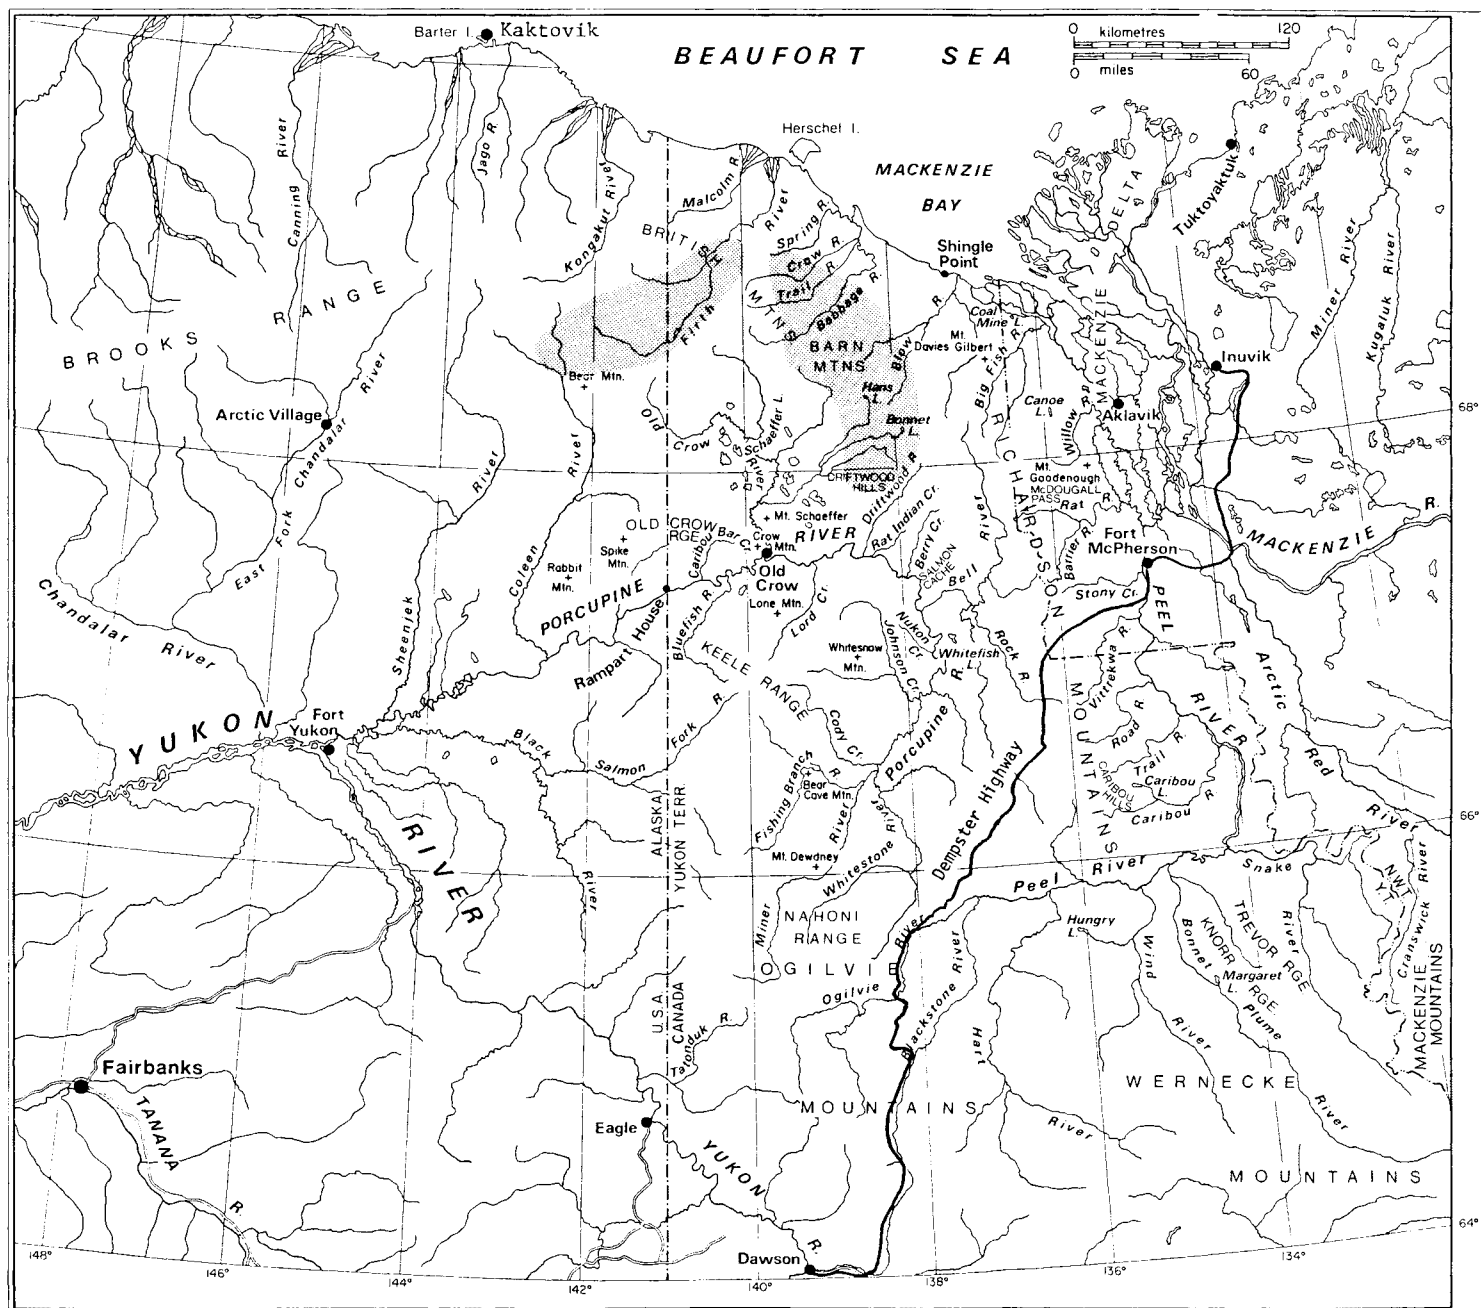 Barter I.
Kaktovik
BEAUFORT SEA
0 kilometres 120
0 miles 60
Herschel I.
MACKENZIE
BAY
Tuktoyaktuk
DELTA
MACKENZIE
Canning River
Jago R.
Kongakut River
Malcolm R.
BRITISH
MTNS
River
Firth
Spring R.
Crow R.
Trail R.
Babbage R.
Shingle
Point
Miner River
Kugaluk River
BROOKS RANGE
BARN
MTNS
Blow R.
Coal
Mine L.
Mt.
Davies Gilbert
Big Fish R.
Inuvik
Bear Mtn.
Hans
L.
Bonnet
L.
Canoe
L.
Willow R.
Aklavik
68°
Arctic Village
East Fork Chandalar River
Old Crow River
Schaeffer L.
DRIFTWOOD
HILLS
Driftwood R.
RICHARDSON
MOUNTAINS
Mt.
Goodenough
McDOUGALL
PASS
Rat R.
MACKENZIE R.
Mt. Schaeffer
OLD CROW
RGE
Spike
Mtn.
Caribou Bar C.
Crow
Mtn.
Old
Crow
PORCUPINE RIVER
Rat Indian Cr.
Berry Cr.
SALMON
CACHE
Bell River
Barrier R.
Fort
McPherson
Stony Cr.
Rabbit
Mtn.
Coleen River
Sheenjek River
Chandalar River
Rampart House
Bluefish R.
Lone Mtn.
Lord Cr.
KEELE RANGE
Whitesnow
Mtn.
Johnson Cr.
Nukon Cr.
Whitefish
L.
Rock R.
PEEL RIVER
Vittrekwa R.
Arctic Red River
YUKON RIVER
Fort
Yukon
Black River
Salmon Fork R.
Cody Cr.
Porcupine R.
Fishing Branch R.
Bear
Cave Mtn.
Dempster Highway
Road R.
Trail R.
CARIBOU
HILLS
Caribou
L.
Caribou R.
66°
ALASKA
YUKON TERR.
Mt. Dewdney
Miner River
Whitestone River
Peel River
Snake River
NWT
Y.T.
Cranswick River
NAHONI
RANGE
OGILVIE
MOUNTAINS
Ogilvie River
Blackstone River
Hungry
L.
Wind River
Bonnet Plume River
KNORR RGE
TREVOR RGE
Margaret
L.
MACKENZIE
MOUNTAINS
U.S.A.
CANADA
Tatonduk R.
Hart River
WERNECKE
MOUNTAINS
Fairbanks
TANANA R.
Eagle
YUKON R.
Dawson
64°
148°
146°
144°
142°
140°
138°
136°
134°